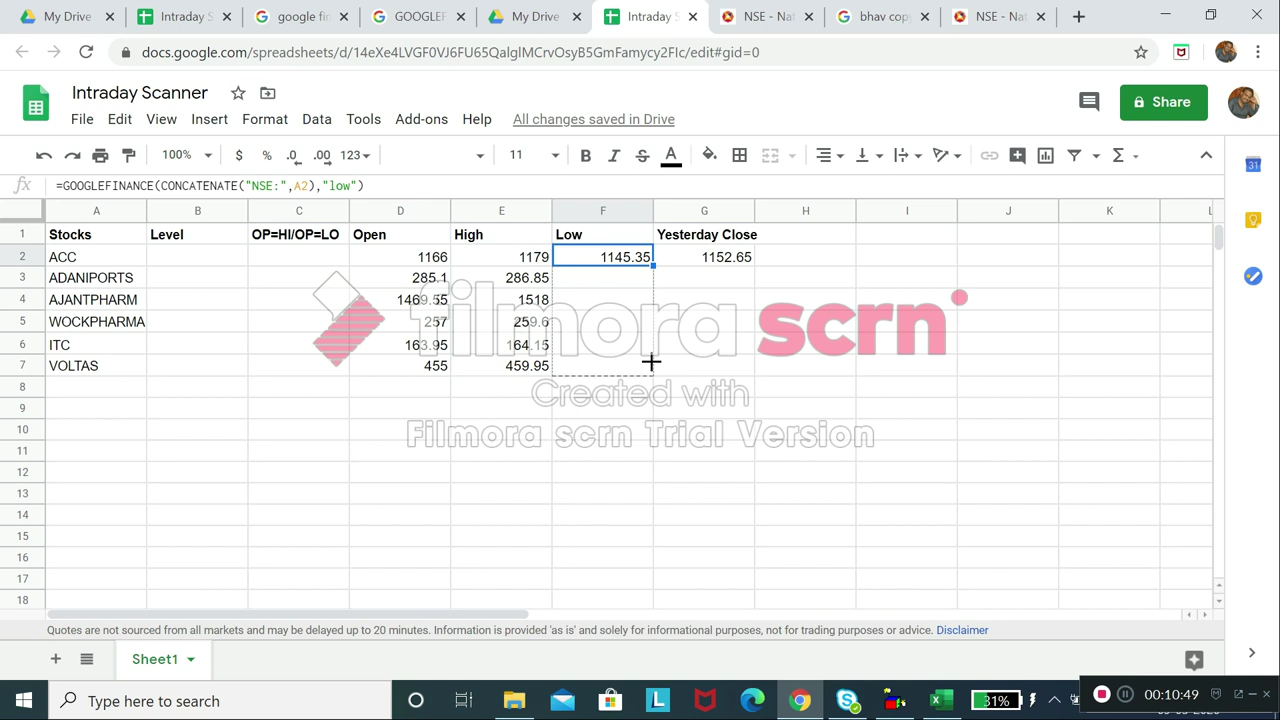 My Drive
Intraday S
google fi
GOOGLEF
My Drive
Intraday S
NSE - Nat
bhav copy
NSE - Nat
docs.google.com/spreadsheets/d/14eXe4LVGF0VJ6FU65QalglMCrvOsyB5GmFamycy2FIc/edit#gid=0
Intraday Scanner
Share
File Edit View Insert Format Data Tools Add-ons Help All changes saved in Drive
100% $ % .0 .00 123 11 B I S A Σ
fx =GOOGLEFINANCE(CONCATENATE("NSE:",A2),"low")
A B C D E F G H I J K L
1 Stocks Level OP=HI/OP=LO Open High Low Yesterday Close
2 ACC 1166 1179 1145.35 1152.65
3 ADANIPORTS 285.1 286.85
4 AJANTPHARM 1469.55 1518
5 WOCKPHARMA 257 259.6
6 ITC 163.95 164.15
7 VOLTAS 455 459.95
8
9
10
11
12
13
14
15
16
17
18
filmora scrn
Created with
Filmora scrn Trial Version
Quotes are not sourced from all markets and may be delayed up to 20 minutes. Information is provided 'as is' and solely for informational purposes, not for trading purposes or advice. Disclaimer
Sheet1
31
Type here to search
31%
00:10:49